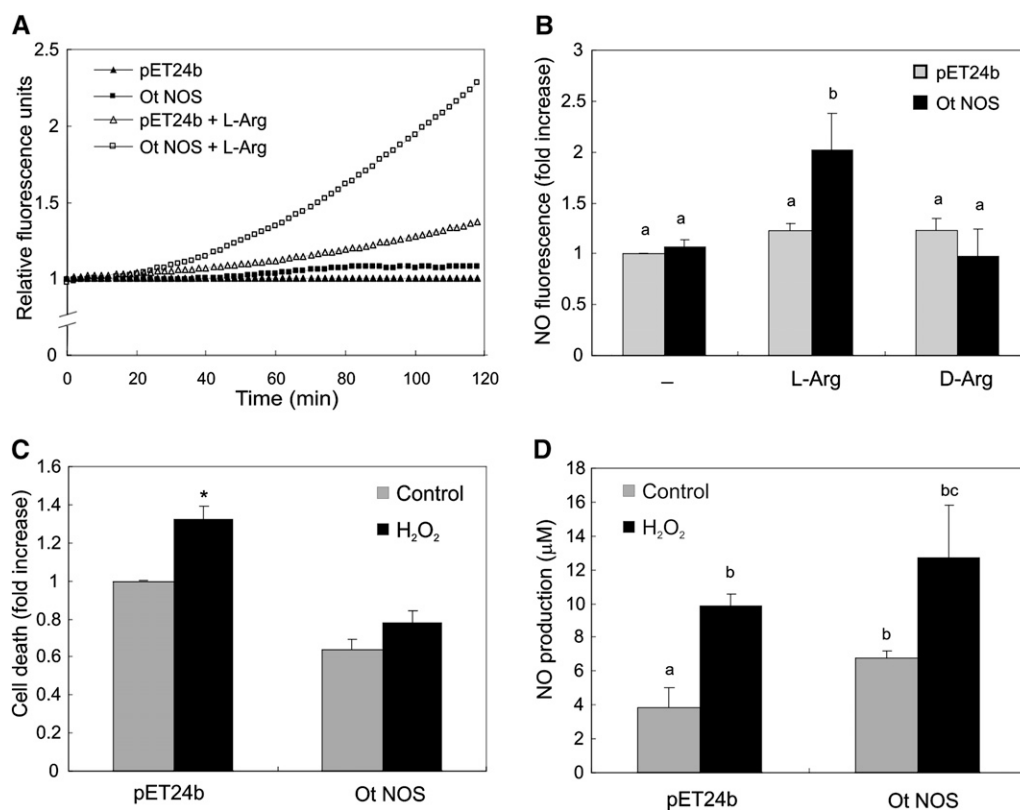 A
Relative fluorescence units
2.5
2
1.5
1
0
pET24b
Ot NOS
pET24b + L-Arg
Ot NOS + L-Arg
0 20 40 60 80 100 120
Time (min)
B
NO fluorescence (fold increase)
3
2.5
2
1.5
1
0.5
0
pET24b
Ot NOS
a a a b a a
– L-Arg D-Arg
C
Cell death (fold increase)
1.6
1.4
1.2
1
0.8
0.6
0.4
0.2
0
Control
H₂O₂
*
pET24b Ot NOS
D
NO production (µM)
18
16
14
12
10
8
6
4
2
0
Control
H₂O₂
a b b bc
pET24b Ot NOS